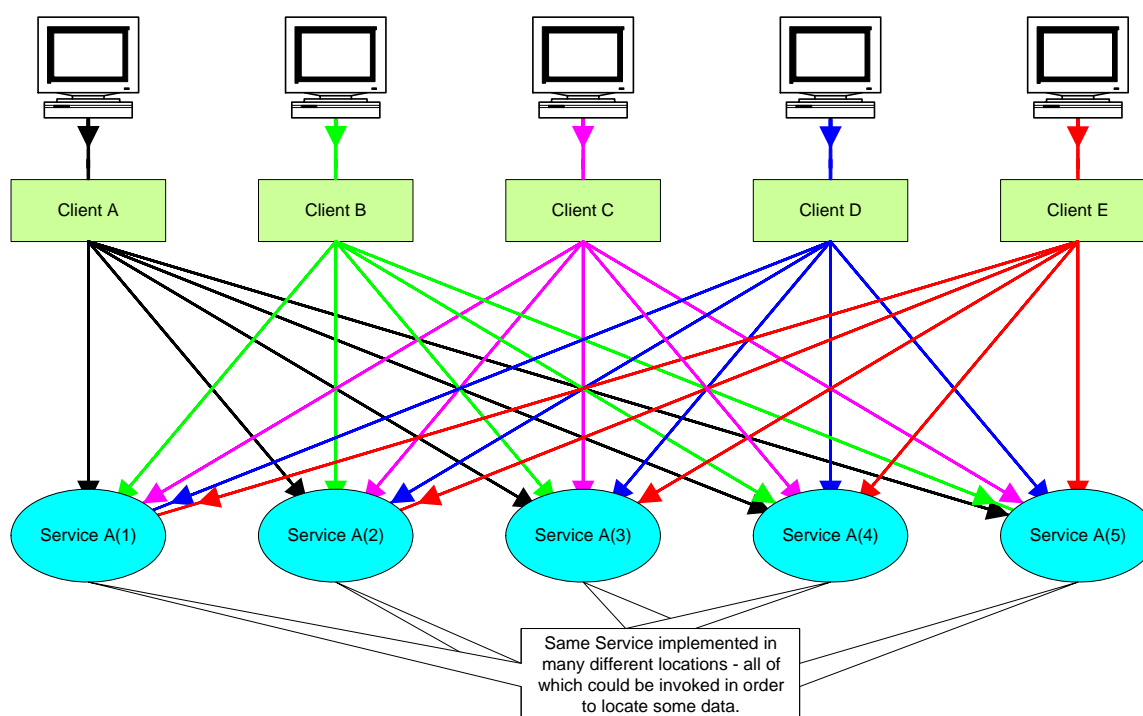 Client A
Client B
Client C
Client D
Client E
Service A(1)
Service A(2)
Service A(3)
Service A(4)
Service A(5)
Same Service implemented in
many different locations - all of
which could be invoked in order
to locate some data.